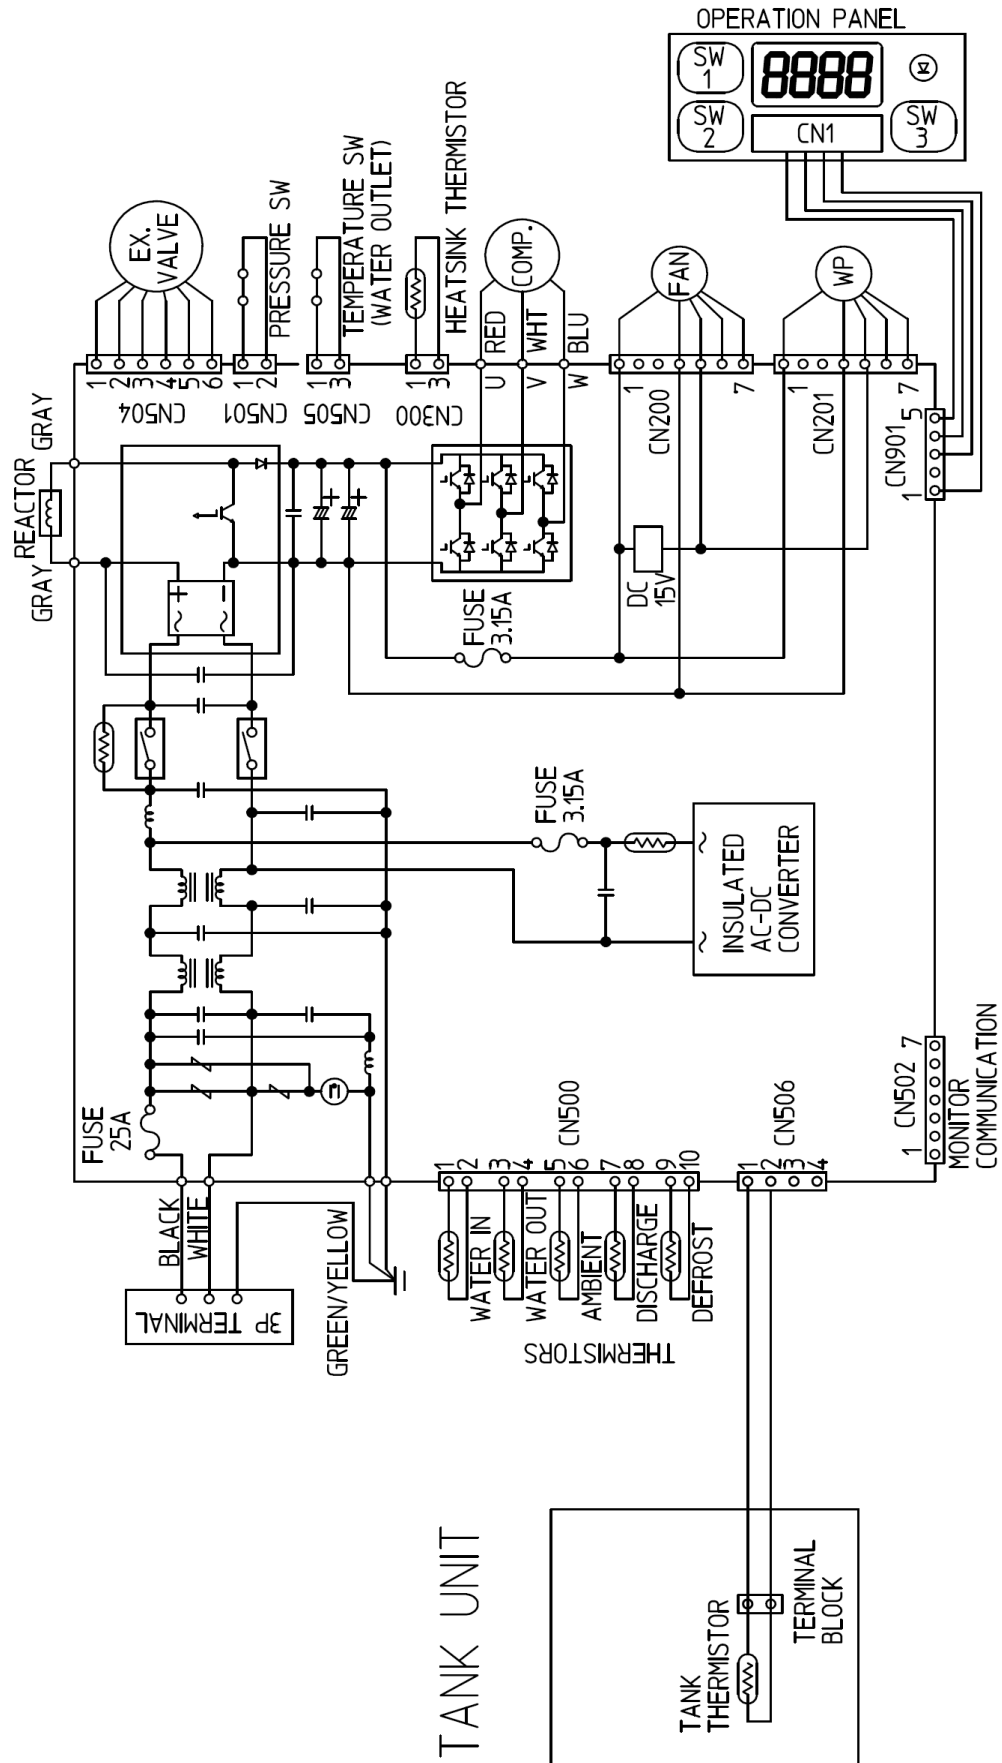 OPERATION PANEL
SW
1
SW
2
CN1
SW
3
8888
EX.
VALVE
PRESSURE SW
TEMPERATURE SW
(WATER OUTLET)
HEATSINK THERMISTOR
COMP.
FAN
WP
RED
WHT
BLU
U
V
W
1
2
3
4
5
6
CN504
1
2
CN501
1
3
CN505
1
3
CN300
1
7
CN200
1
7
CN201
1
5
CN901
GRAY
REACTOR
GRAY
+
-
~
~
+
+
FUSE
3.15A
DC
15V
FUSE
3.15A
~
~
INSULATED
AC-DC
CONVERTER
FUSE
25A
BLACK
WHITE
3P TERMINAL
GREEN/YELLOW
1
2
3
4
5
6
7
8
9
10
CN500
WATER IN
WATER OUT
AMBIENT
DISCHARGE
DEFROST
THERMISTORS
1
2
3
4
CN506
1
7
CN502
MONITOR
COMMUNICATION
TANK UNIT
TANK
THERMISTOR
TERMINAL
BLOCK